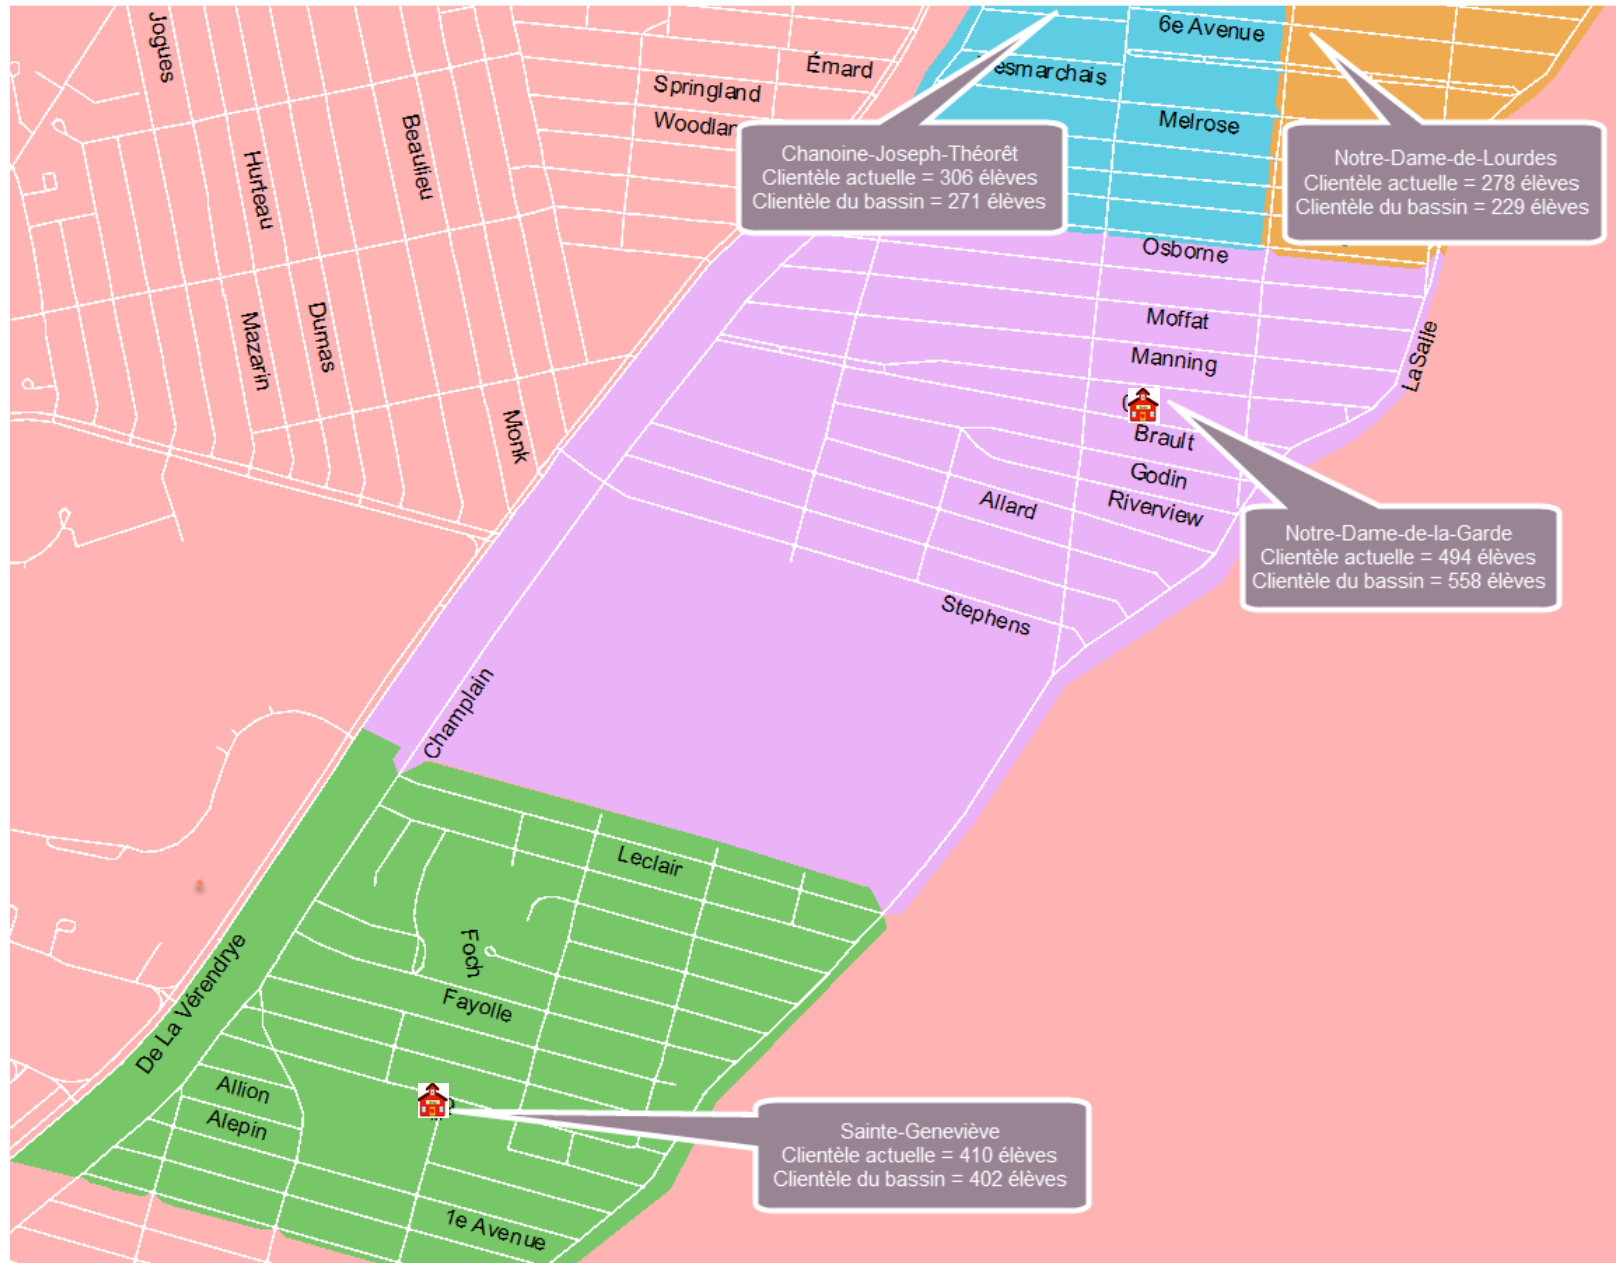 Jogues
6e Avenue
Émard
Springland
Woodlan
Melrose
Beaulieu
Hurteau
Chanoine-Joseph-Théorêt
Clientèle actuelle = 306 élèves
Clientèle du bassin = 271 élèves
Notre-Dame-de-Lourdes
Clientèle actuelle = 278 élèves
Clientèle du bassin = 229 élèves
Osborne
Moffat
Manning
Mazarin
Dumas
LaSalle
Monk
Brault
Godin
Allard
Riverview
Notre-Dame-de-la-Garde
Clientèle actuelle = 494 élèves
Clientèle du bassin = 558 élèves
Stephens
Champlain
Leclair
Foch
Fayolle
De La Vérendrye
Allion
Alepin
Sainte-Geneviève
Clientèle actuelle = 410 élèves
Clientèle du bassin = 402 élèves
1e Avenue